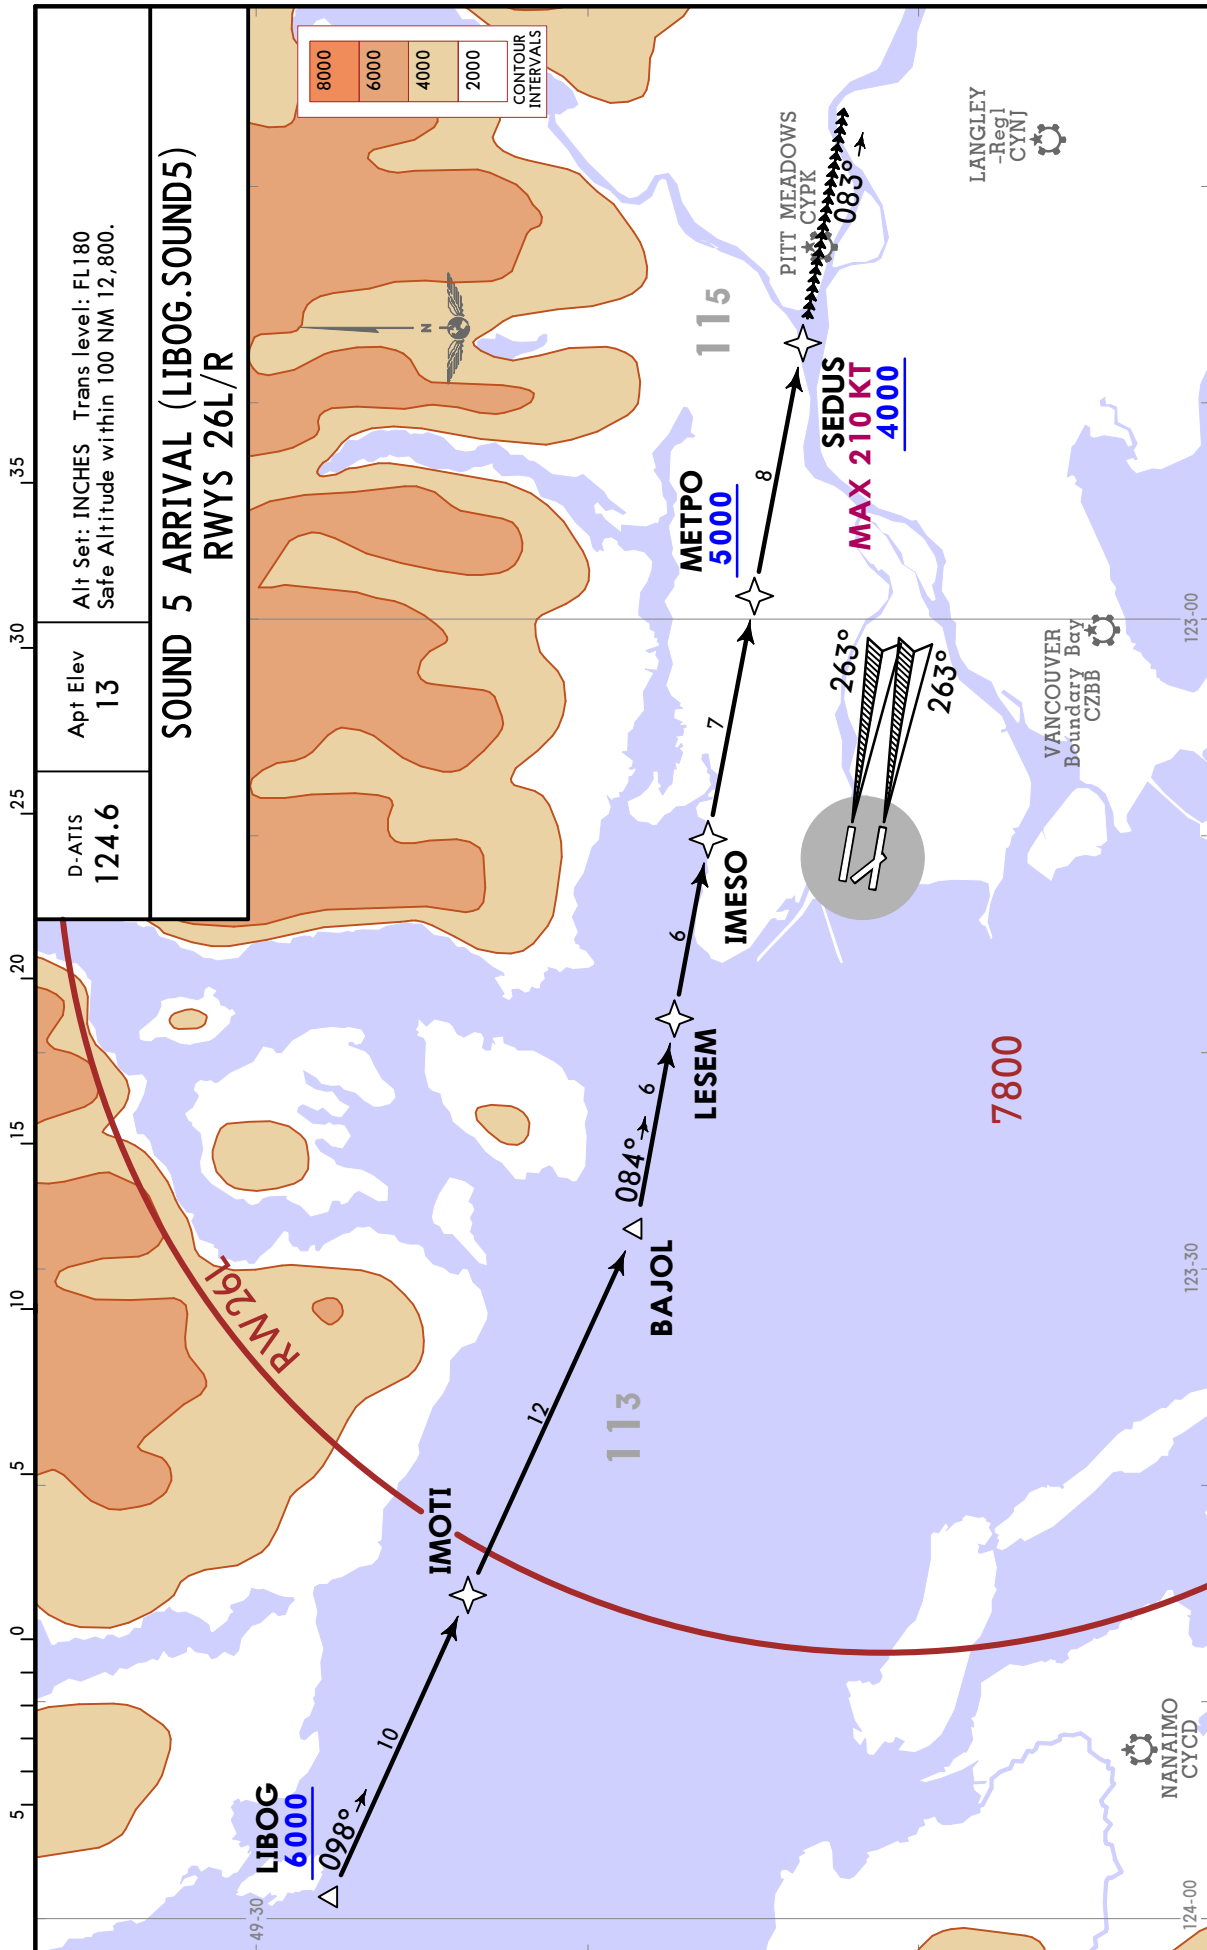 D-ATIS
124.6
Apt Elev
13
Alt Set: INCHES Trans level: FL180
Safe Altitude within 100 NM 12,800.
SOUND 5 ARRIVAL (LIBOG.SOUND5)
RWYS 26L/R
5
0
5
10
15
20
25
30
35
8000
6000
4000
2000
CONTOUR
INTERVALS
N
RW26L
49-30
LIBOG
6000
098°
10
IMOTI
12
113
BAJOL
084°
6
LESEM
6
IMESO
7
METPO
5000
8
115
SEDUS
MAX 210 KT
4000
083°
PITT MEADOWS
CYPK
LANGLEY
-Regl
CYNJ
263°
263°
VANCOUVER
Boundary Bay
CZBB
7800
NANAIMO
CYCD
124-00
123-30
123-00